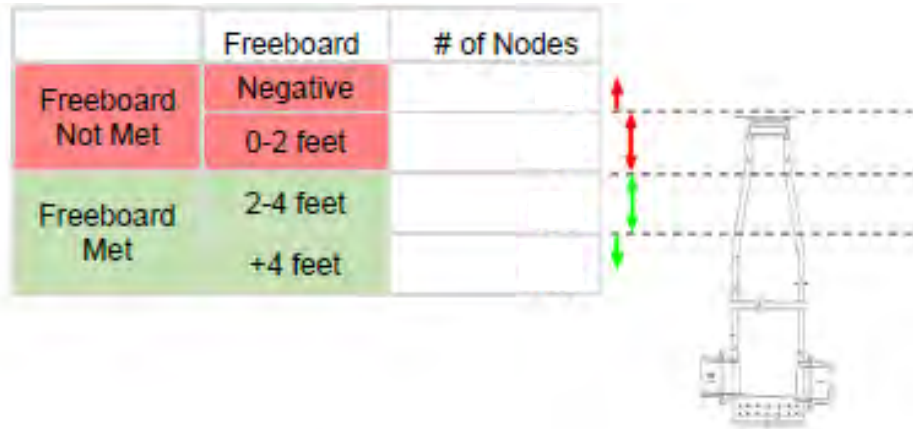 Freeboard # of Nodes
Freeboard
Not Met
Negative
0-2 feet
Freeboard
Met
2-4 feet
+4 feet